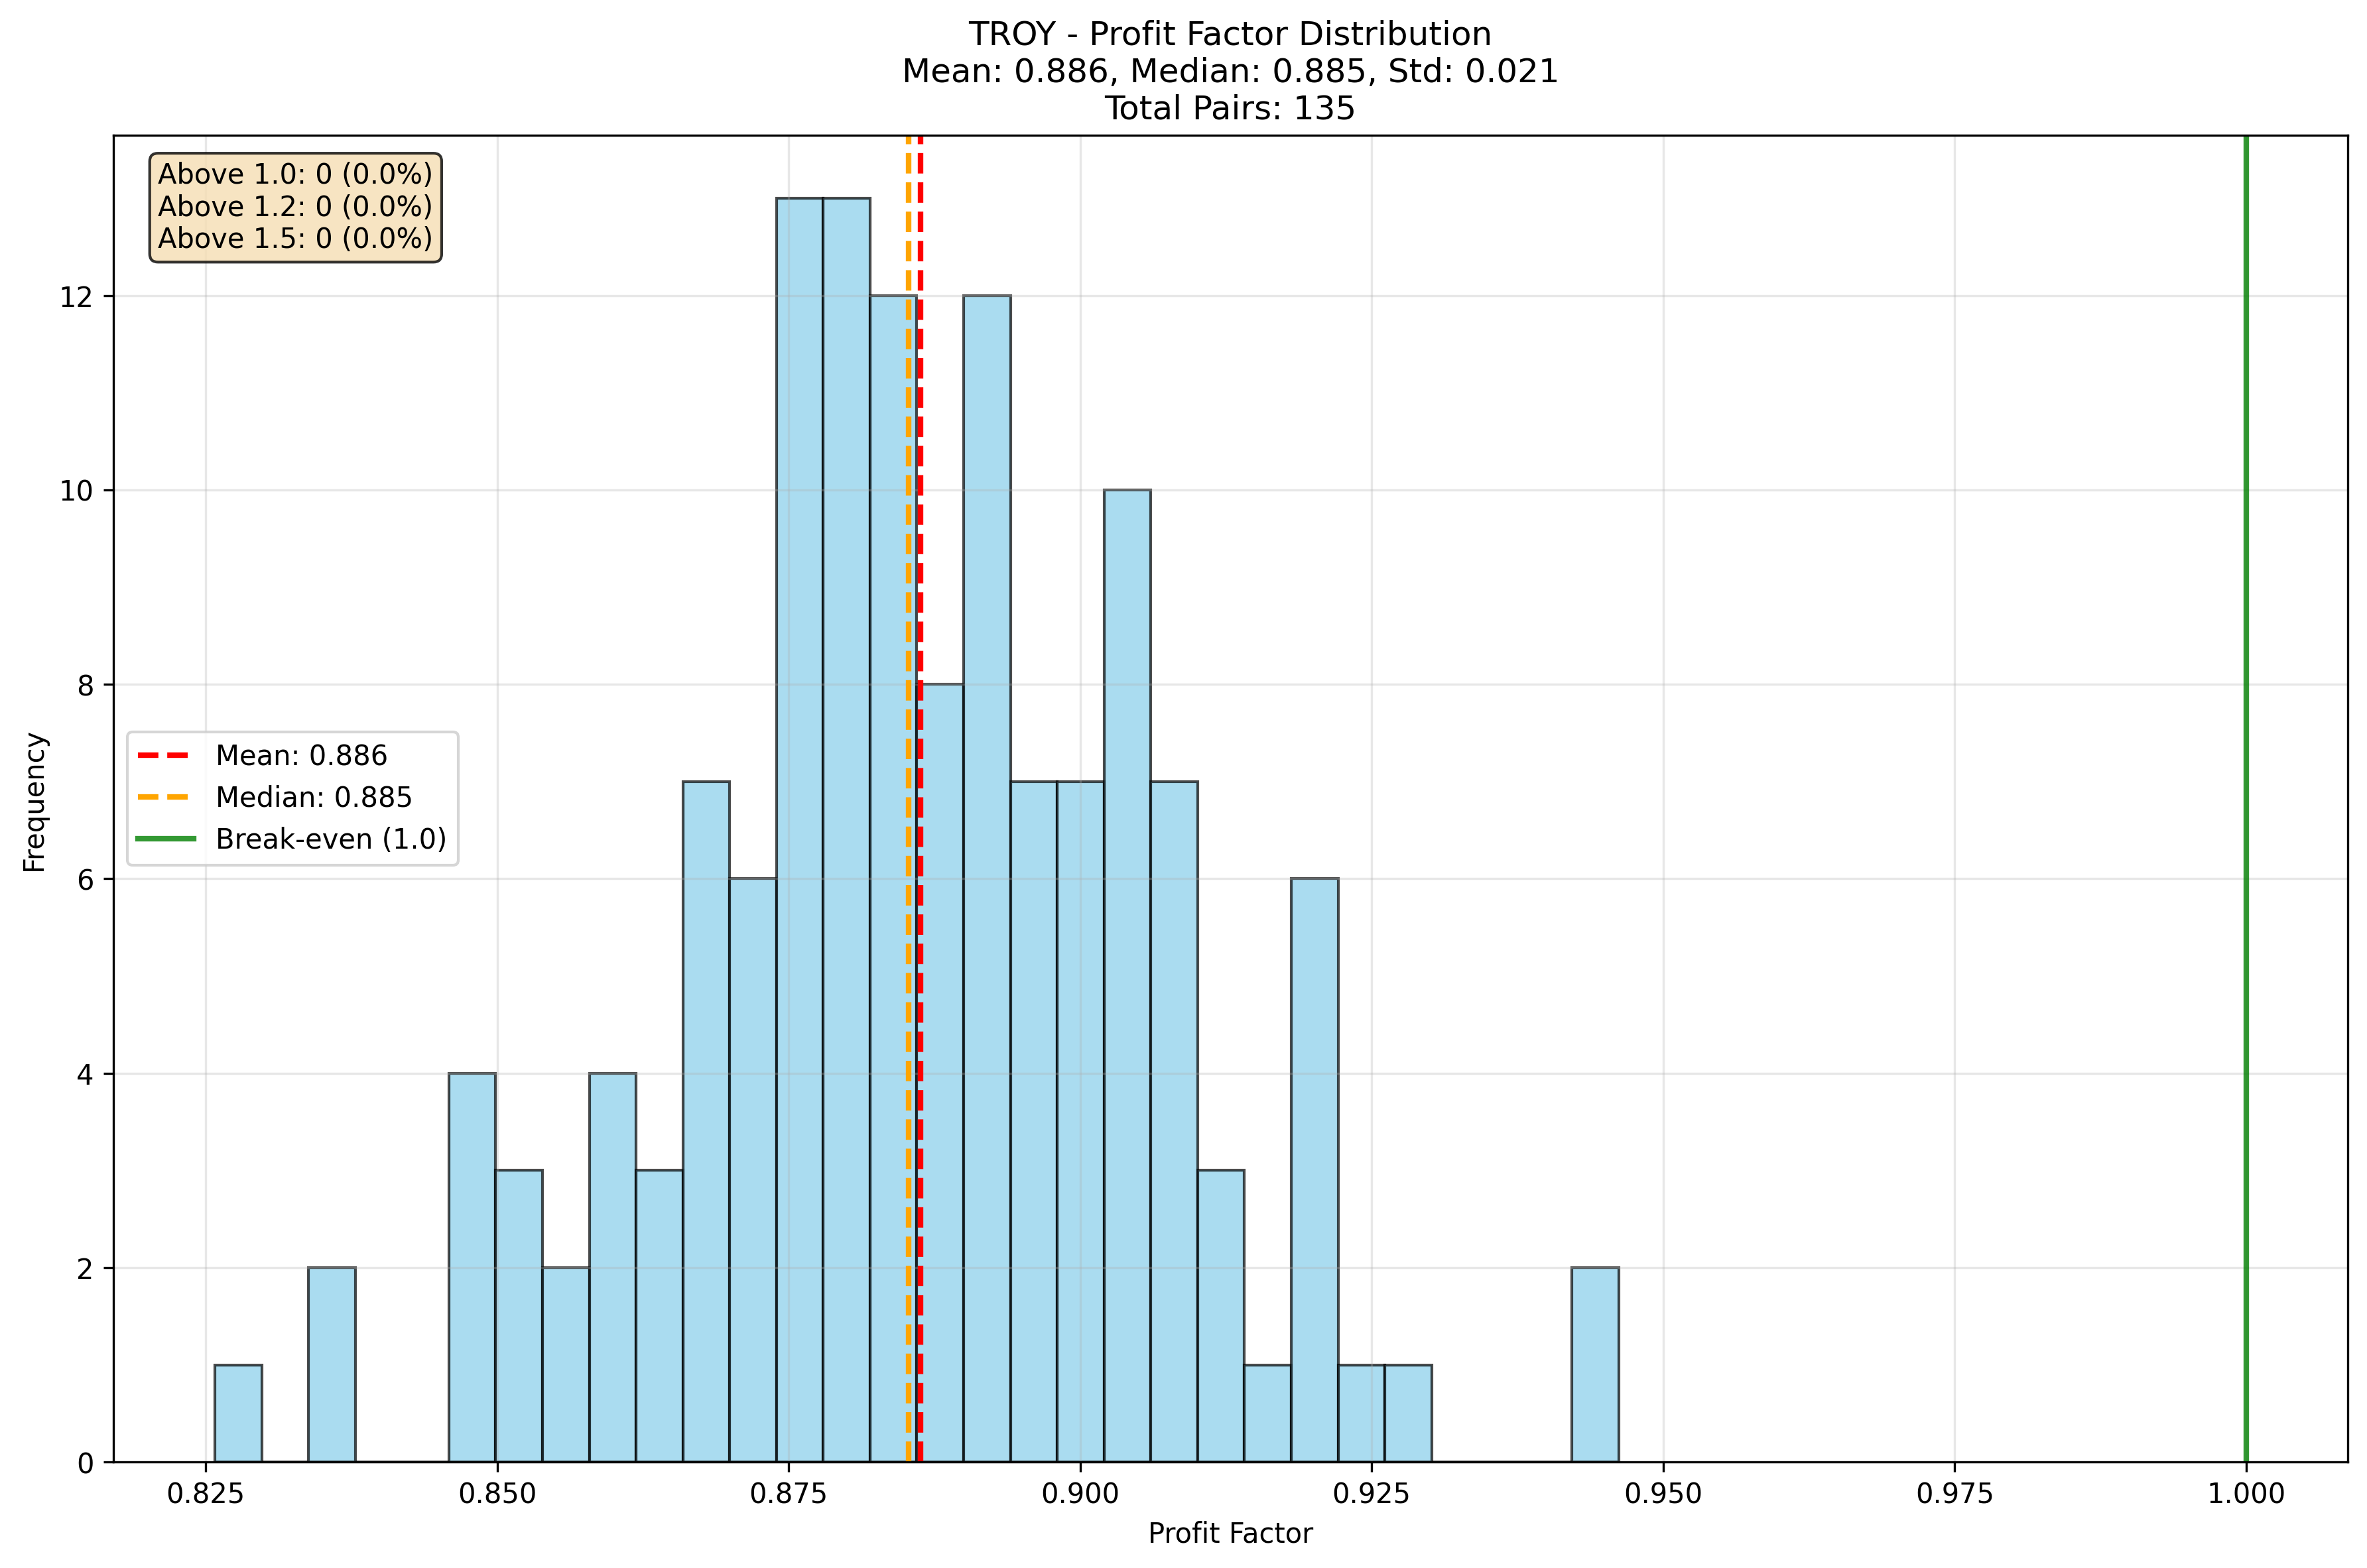 TROY - Profit Factor Distribution
Mean: 0.886, Median: 0.885, Std: 0.021
Total Pairs: 135
Above 1.0: 0 (0.0%)
Above 1.2: 0 (0.0%)
Above 1.5: 0 (0.0%)
12
10
8
6
4
2
0
Frequency
Mean: 0.886
Median: 0.885
Break-even (1.0)
0.825
0.850
0.875
0.900
0.925
0.950
0.975
1.000
Profit Factor